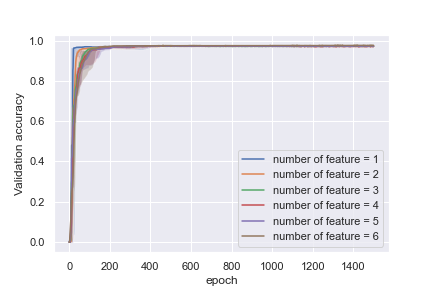 1.0
0.8
0.6
0.4
0.2
0.0
Validation accuracy
number of feature = 1
number of feature = 2
number of feature = 3
number of feature = 4
number of feature = 5
number of feature = 6
0 200 400 600 800 1000 1200 1400
epoch